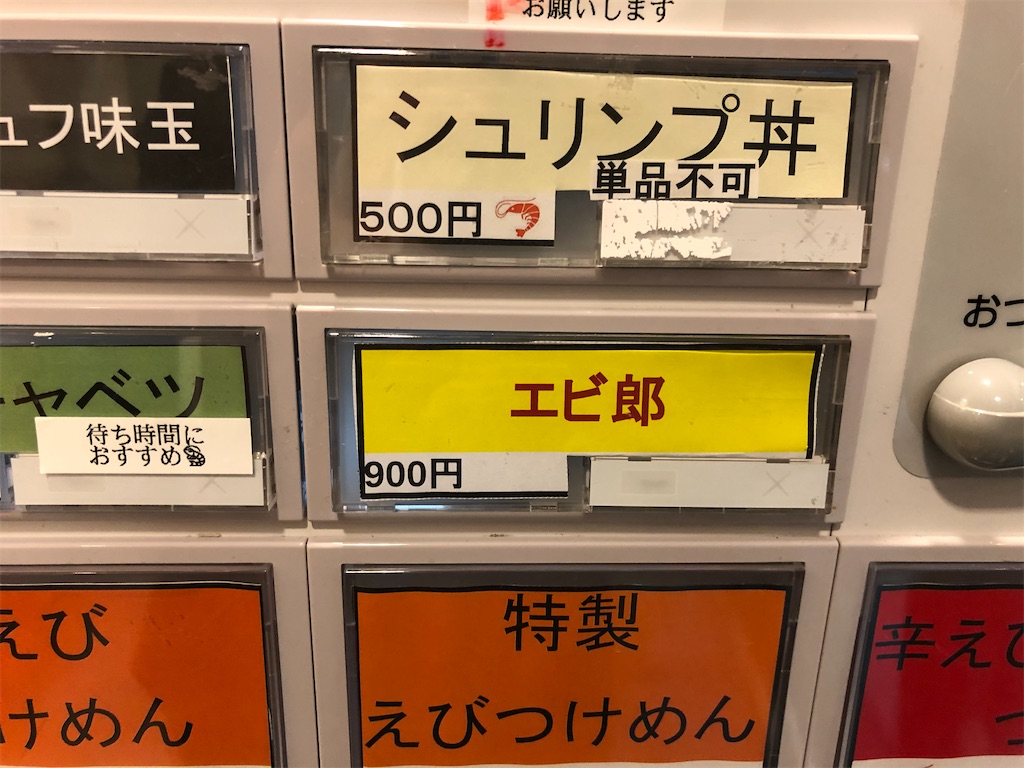 お願いします
ュフ味玉
シュリンプ丼
単品不可
500円
ャベツ
待ち時間に
おすすめ
エビ郎
900円
えび
けめん
特製
えびつけめん
辛えび
つ
おつ